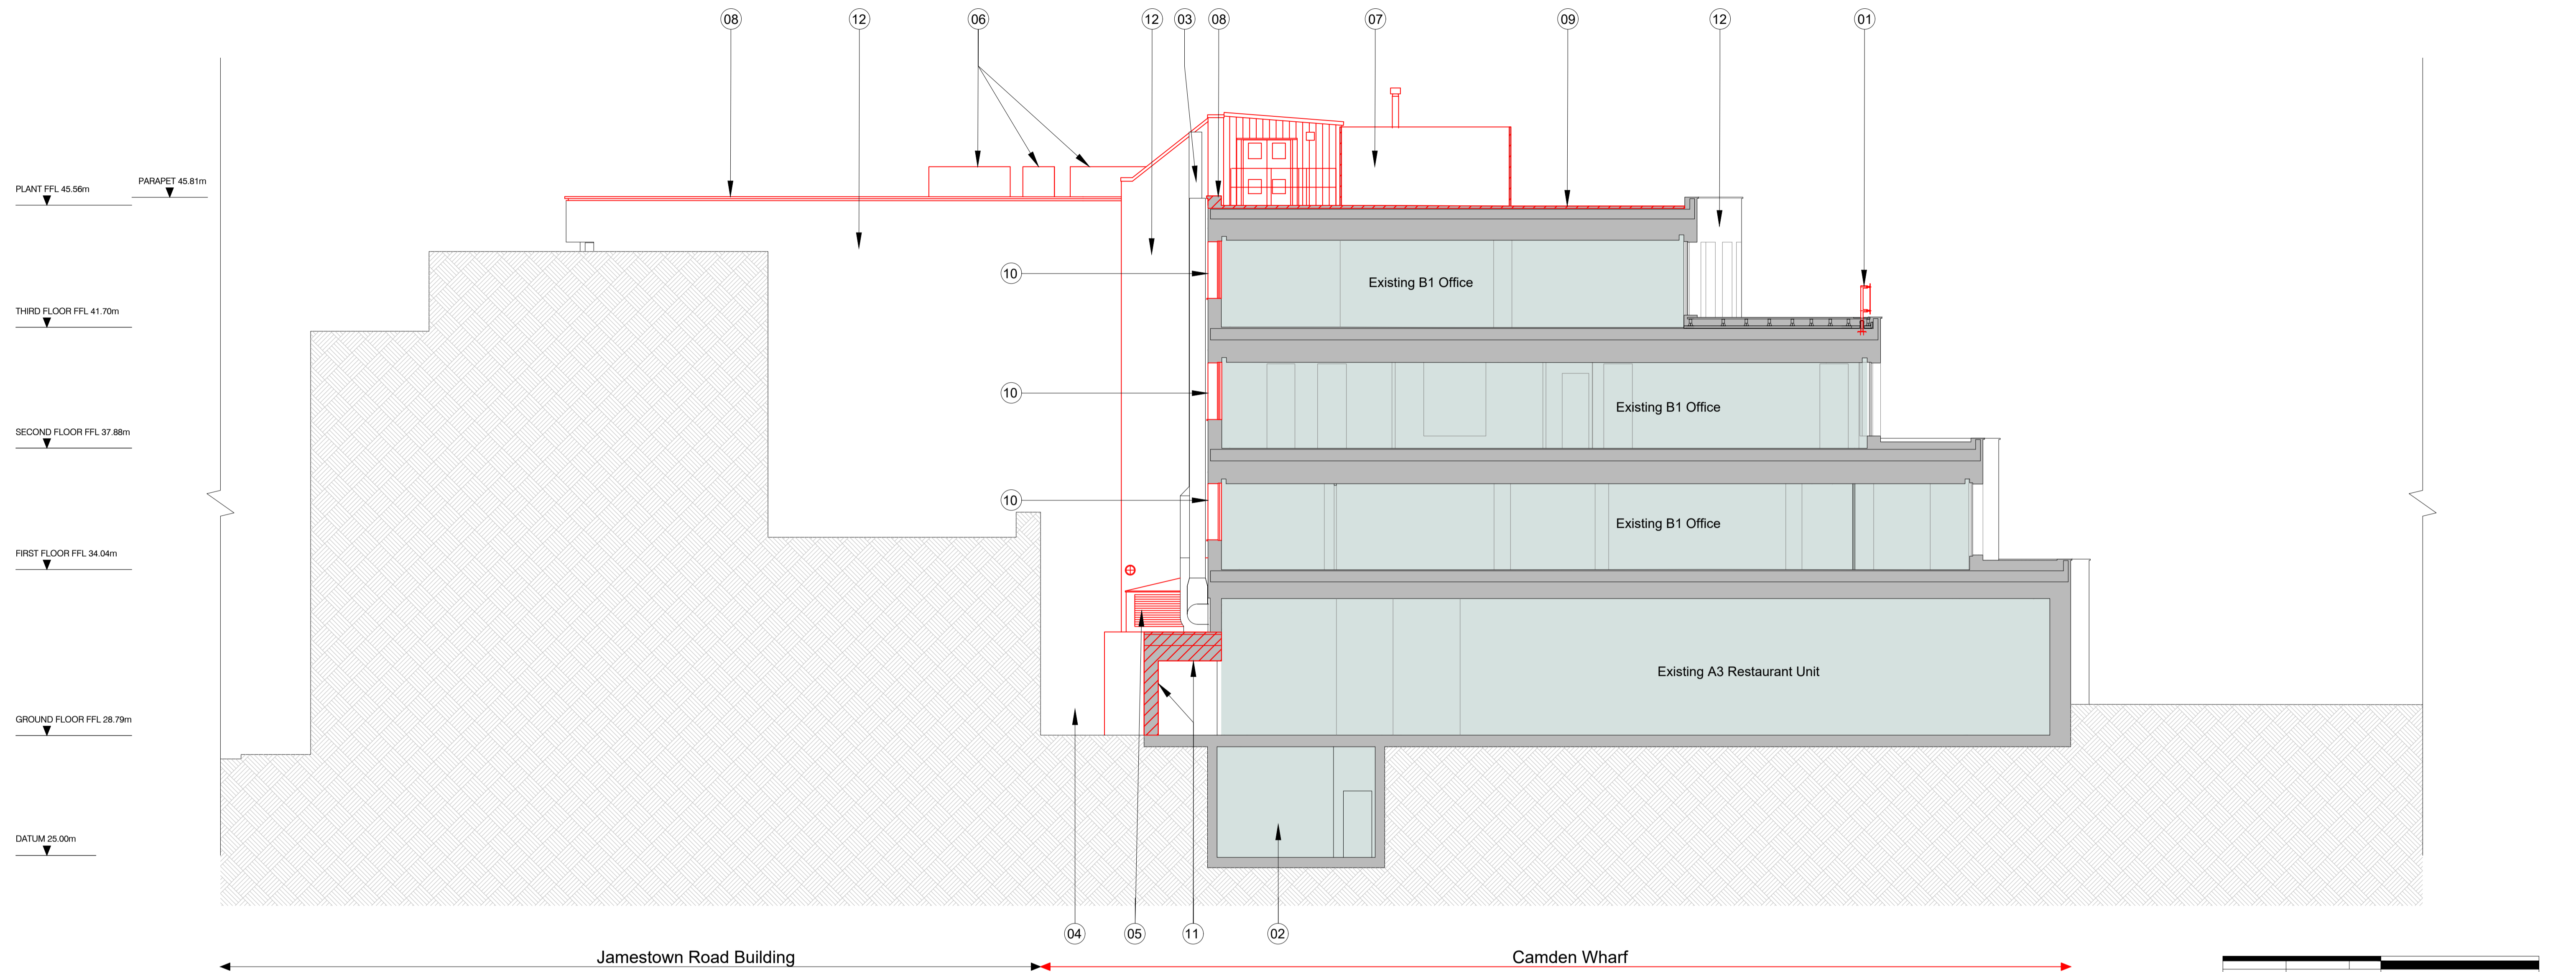 08 12 06 12 03 08 07 09 12 01
PARAPET 45.81m
PLANT FFL 45.56m
10
Existing B1 Office
THIRD FLOOR FFL 41.70m
10
Existing B1 Office
SECOND FLOOR FFL 37.88m
10
Existing B1 Office
FIRST FLOOR FFL 34.04m
Existing A3 Restaurant Unit
GROUND FLOOR FFL 28.79m
DATUM 25.00m
04 05 11 02
Jamestown Road Building
Camden Wharf